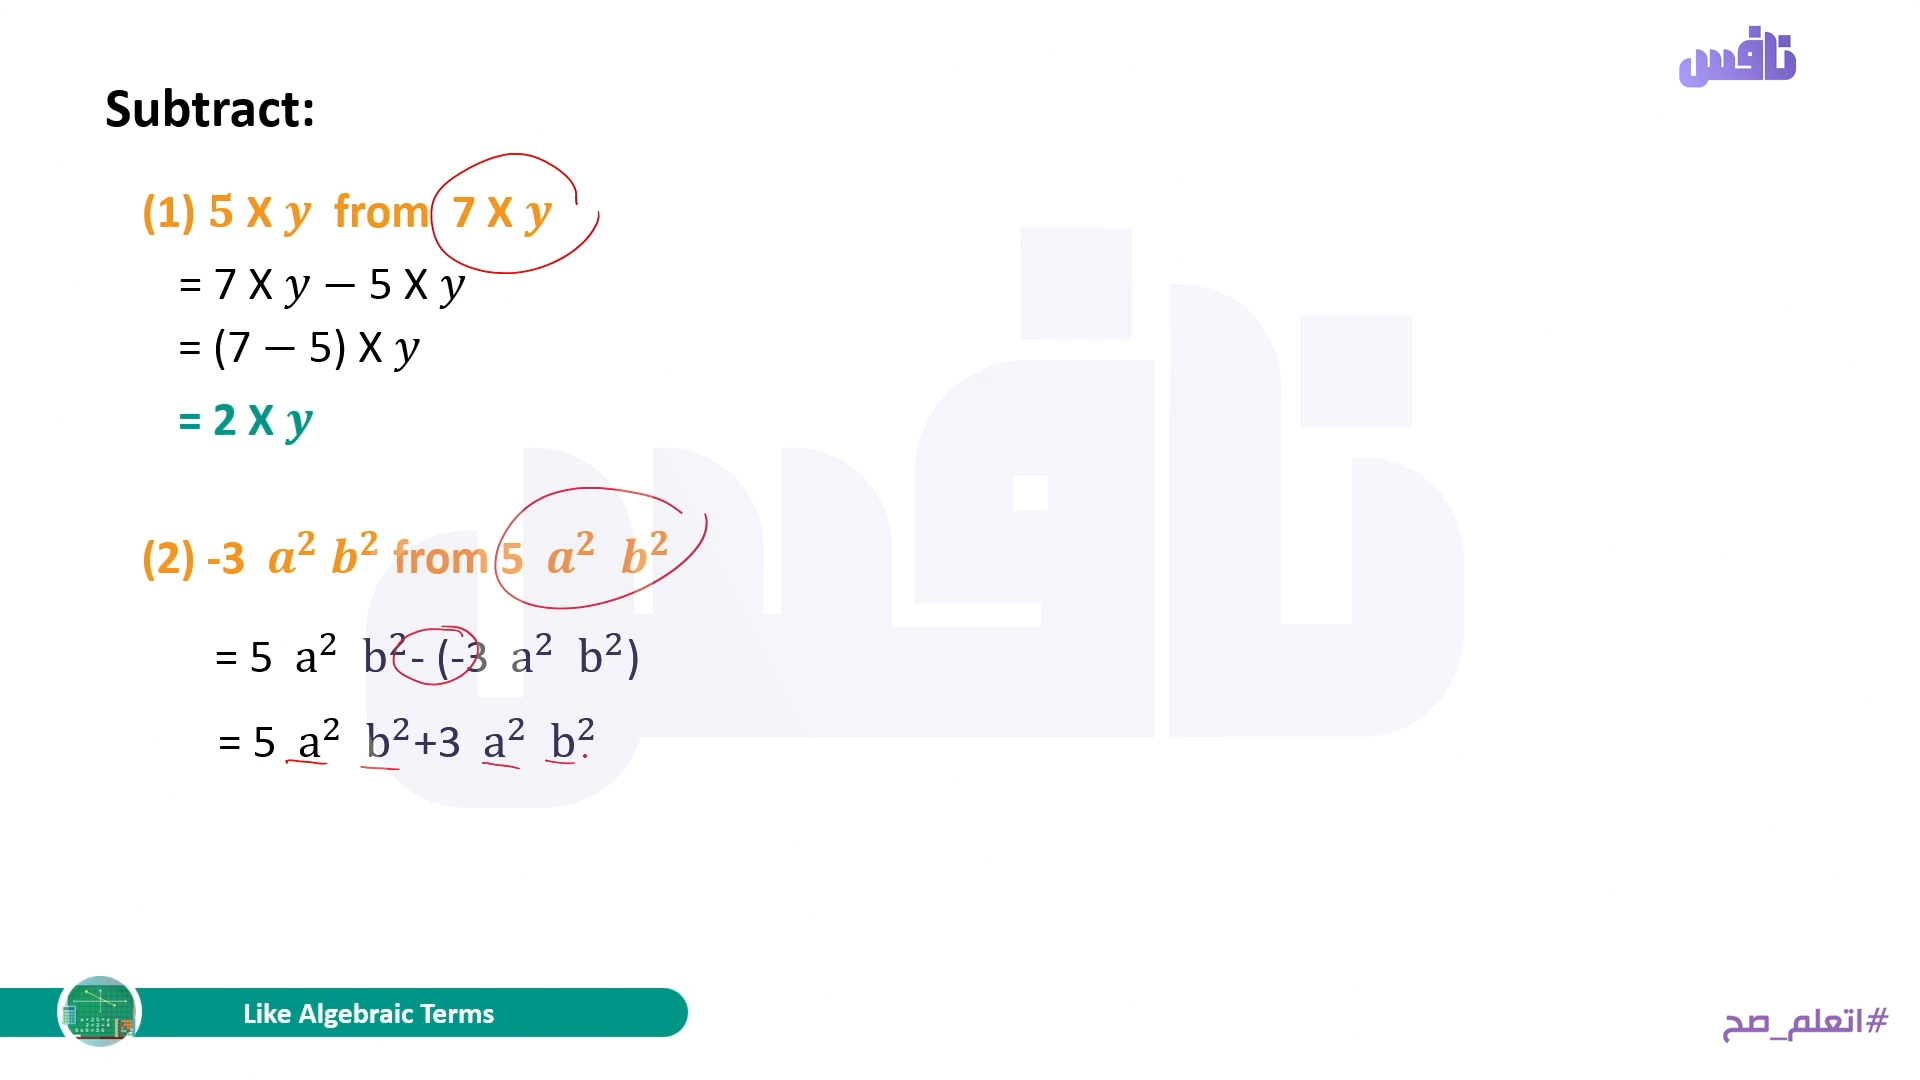 نافس
Subtract:
(1) 5 X y from 7 X y
= 7 X y — 5 X y
= (7 — 5) X y
= 2 X y
(2) -3 a² b² from 5 a² b²
= 5 a² b²- (-3 a² b²)
= 5 a² b²+3 a² b²
Like Algebraic Terms
#اتعلم_صح